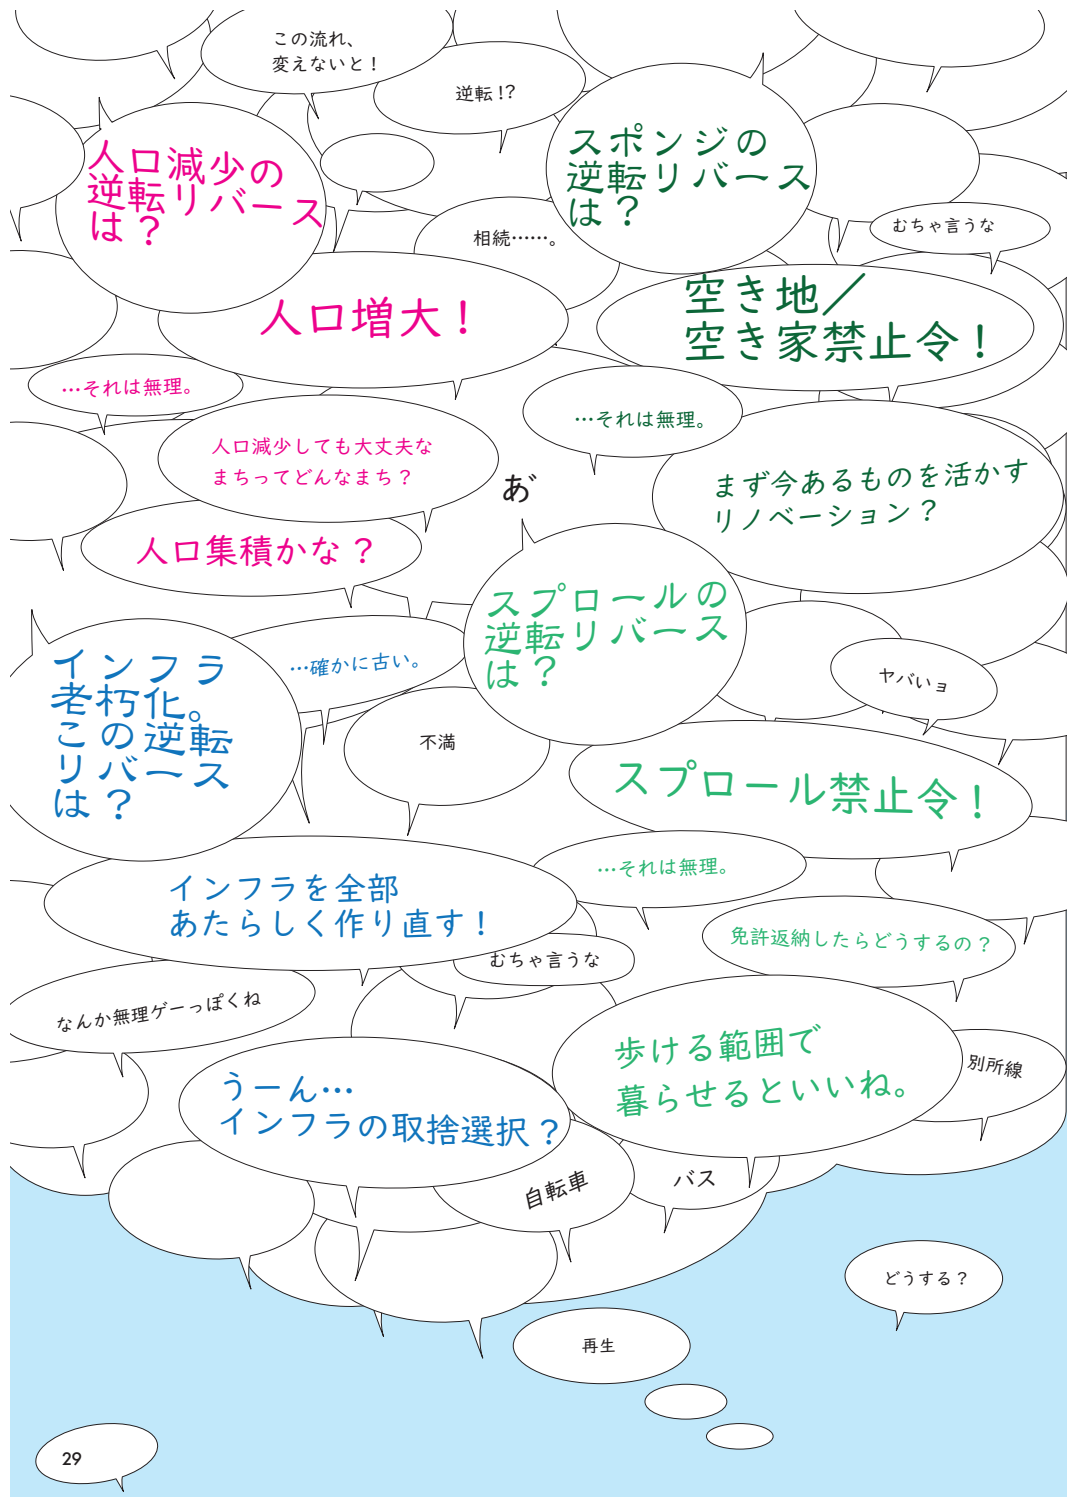 この流れ、
変えないと！
逆転！？
人口減少の
逆転リバース
は？
スポンジの
逆転リバース
は？
むちゃ言うな
相続……。
人口増大！
空き地／
空き家禁止令！
…それは無理。
…それは無理。
人口減少しても大丈夫な
まちってどんなまち？
あ゛
まず今あるものを活かす
リノベーション？
人口集積かな？
スプロールの
逆転リバース
は？
インフラ
老朽化。
この逆転
リバース
は？
…確かに古い。
ヤバいョ
不満
スプロール禁止令！
…それは無理。
インフラを全部
あたらしく作り直す！
免許返納したらどうするの？
むちゃ言うな
なんか無理ゲーっぽくね
歩ける範囲で
暮らせるといいね。
別所線
うーん…
インフラの取捨選択？
自転車
バス
どうする？
再生
29